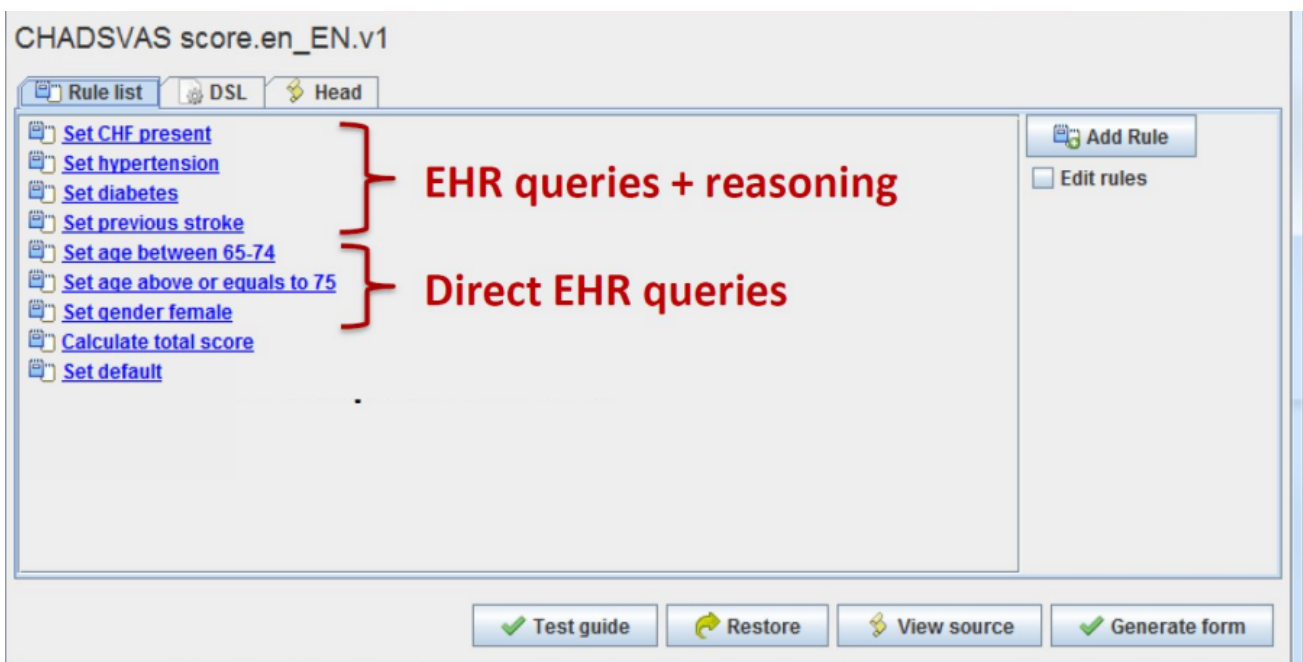 CHADSVAS score.en_EN.v1
Rule list DSL Head
Set CHF present
Set hypertension
Set diabetes
Set previous stroke
EHR queries + reasoning
Set age between 65-74
Set age above or equals to 75
Set gender female
Direct EHR queries
Calculate total score
Set default
Add Rule
Edit rules
Test guide Restore View source Generate form